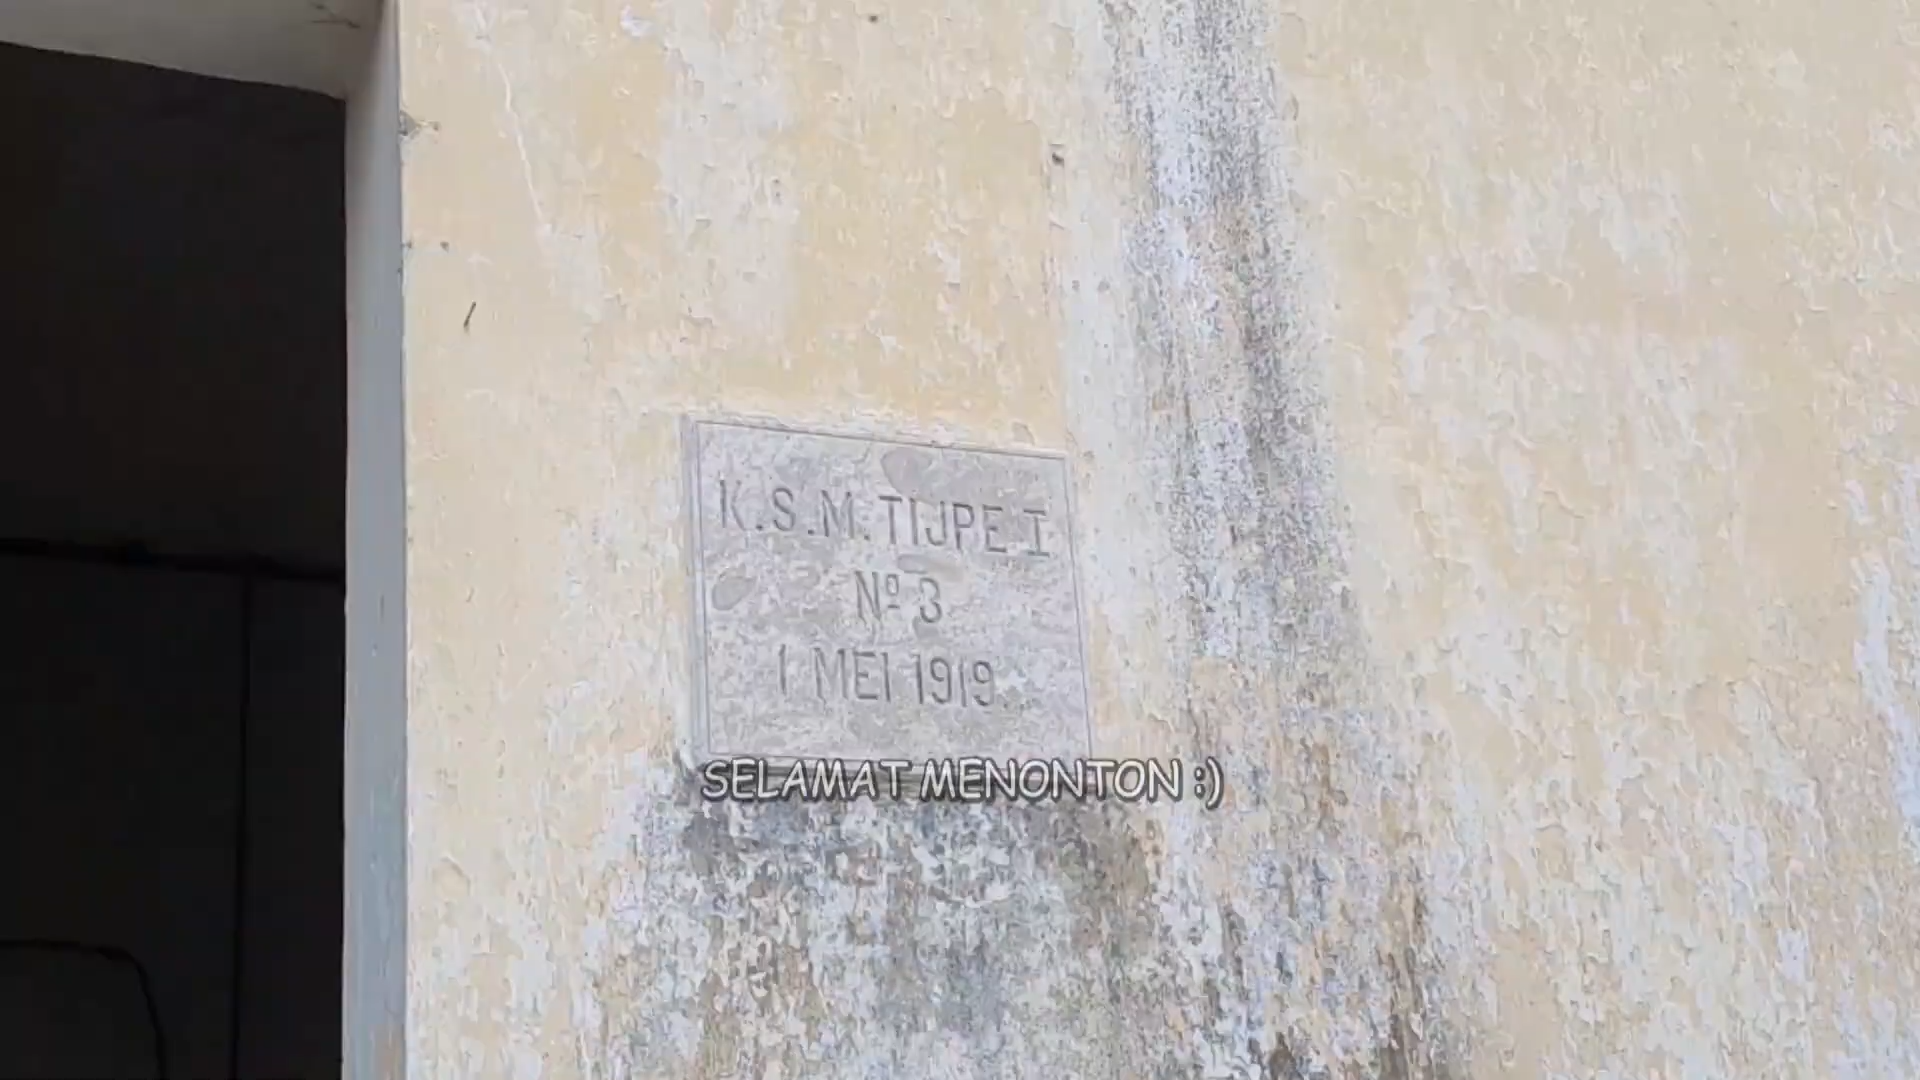 K.S.M. TIJPE I
Nº 3
1 MEI 1919.
SELAMAT MENONTON :)